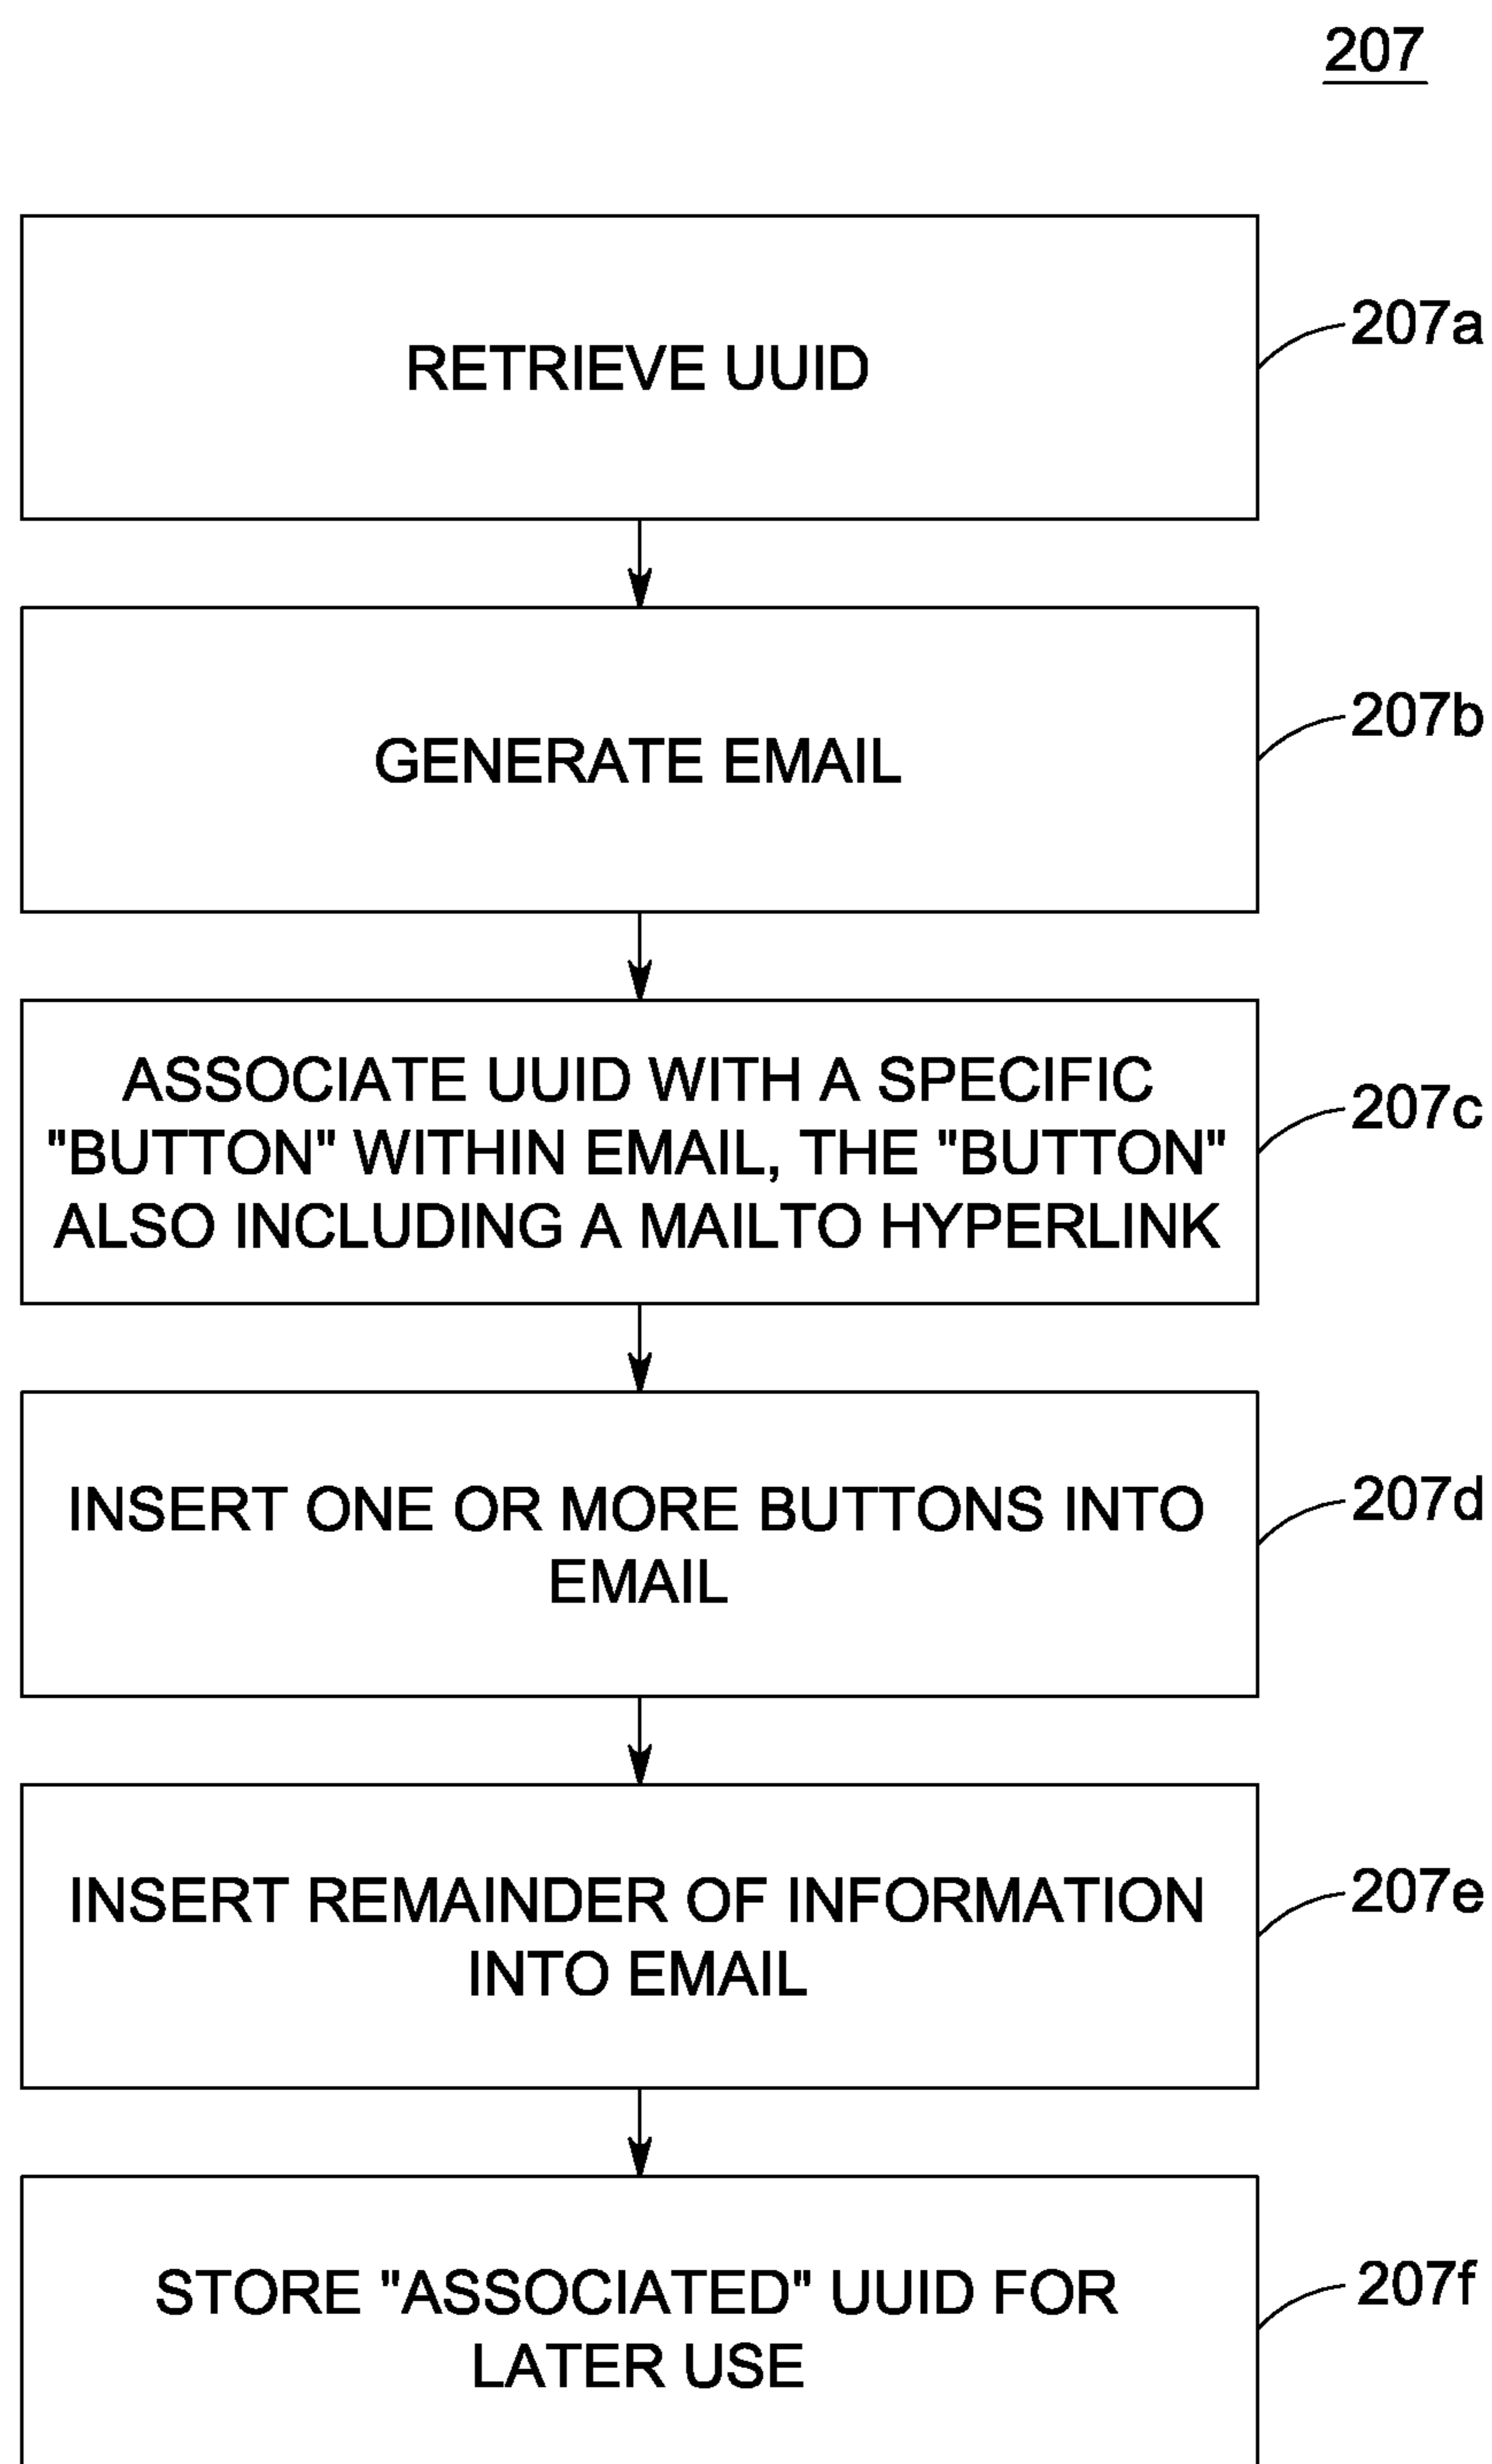 207
RETRIEVE UUID
207a
GENERATE EMAIL
207b
ASSOCIATE UUID WITH A SPECIFIC
"BUTTON" WITHIN EMAIL, THE "BUTTON"
ALSO INCLUDING A MAILTO HYPERLINK
207c
INSERT ONE OR MORE BUTTONS INTO
EMAIL
207d
INSERT REMAINDER OF INFORMATION
INTO EMAIL
207e
STORE "ASSOCIATED" UUID FOR
LATER USE
207f